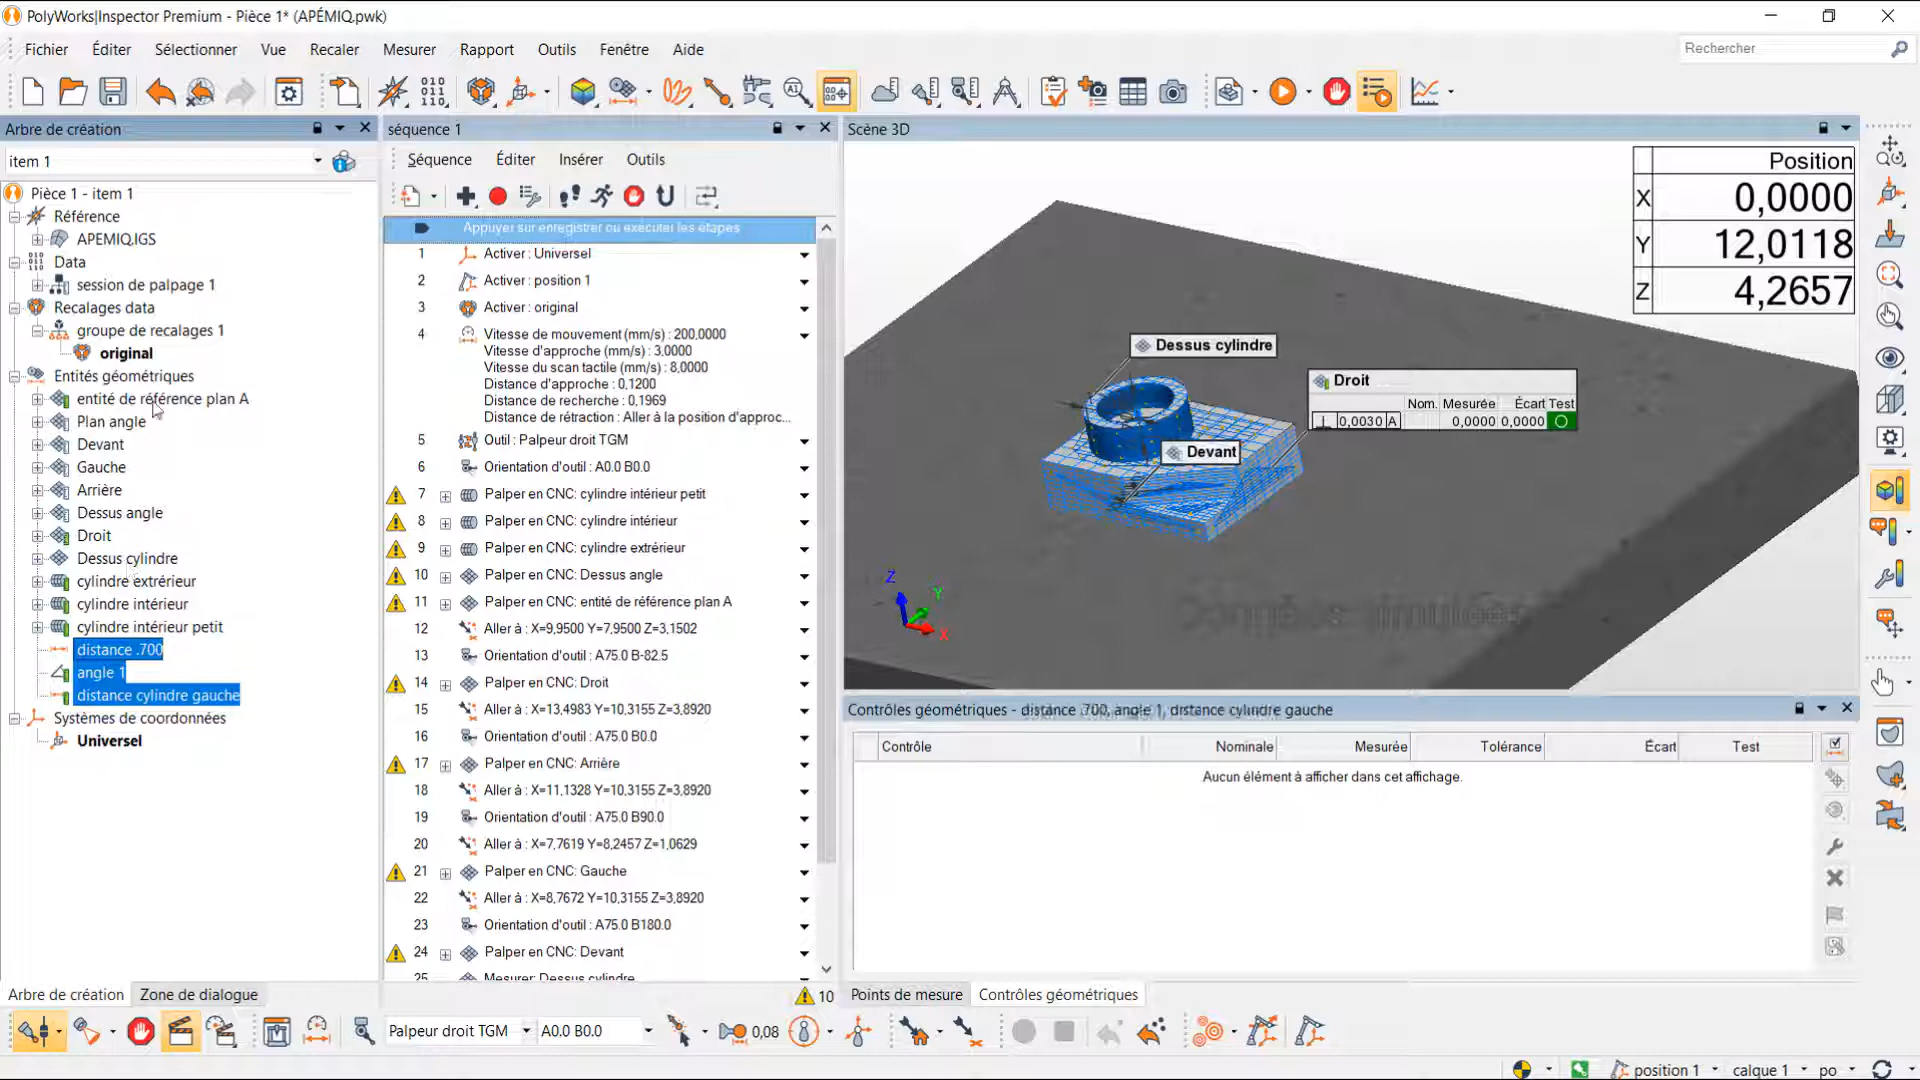 PolyWorks|Inspector Premium - Pièce 1* (APÉMIQ.pwk)
Fichier Éditer Sélectionner Vue Recaler Mesurer Rapport Outils Fenêtre Aide
Rechercher
Arbre de création
item 1
Pièce 1 - item 1
Référence
APEMIQ.IGS
Data
session de palpage 1
Recalages data
groupe de recalages 1
original
Entités géométriques
entité de référence plan A
Plan angle
Devant
Gauche
Arrière
Dessus angle
Droit
Dessus cylindre
cylindre extrérieur
cylindre intérieur
cylindre intérieur petit
distance .700
angle 1
distance cylindre gauche
Systèmes de coordonnées
Universel
Arbre de création Zone de dialogue
séquence 1
Séquence Éditer Insérer Outils
Appuyer sur enregistrer ou exécuter les étapes
1 Activer : Universel
2 Activer : position 1
3 Activer : original
4 Vitesse de mouvement (mm/s) : 200,0000
Vitesse d'approche (mm/s) : 3,0000
Vitesse du scan tactile (mm/s) : 8,0000
Distance d'approche : 0,1200
Distance de recherche : 0,1969
Distance de rétraction : Aller à la position d'approc...
5 Outil : Palpeur droit TGM
6 Orientation d'outil : A0.0 B0.0
7 Palper en CNC: cylindre intérieur petit
8 Palper en CNC: cylindre intérieur
9 Palper en CNC: cylindre extrérieur
10 Palper en CNC: Dessus angle
11 Palper en CNC: entité de référence plan A
12 Aller à : X=9,9500 Y=7,9500 Z=3,1502
13 Orientation d'outil : A75.0 B-82.5
14 Palper en CNC: Droit
15 Aller à : X=13,4983 Y=10,3155 Z=3,8920
16 Orientation d'outil : A75.0 B0.0
17 Palper en CNC: Arrière
18 Aller à : X=11,1328 Y=10,3155 Z=3,8920
19 Orientation d'outil : A75.0 B90.0
20 Aller à : X=7,7619 Y=8,2457 Z=1,0629
21 Palper en CNC: Gauche
22 Aller à : X=8,7672 Y=10,3155 Z=3,8920
23 Orientation d'outil : A75.0 B180.0
24 Palper en CNC: Devant
25 Mesurer: Dessus cylindre
10
Scène 3D
Position
X 0,0000
Y 12,0118
Z 4,2657
Dessus cylindre
Droit
Nom. Mesurée Écart Test
0,0030 A 0,0000 0,0000
Devant
Z
Y
X
Données simulées
Contrôles géométriques - distance .700, angle 1, distance cylindre gauche
Contrôle Nominale Mesurée Tolérance Écart Test
Aucun élément à afficher dans cet affichage.
Points de mesure Contrôles géométriques
Palpeur droit TGM A0.0 B0.0 0,08
position 1 calque 1 po